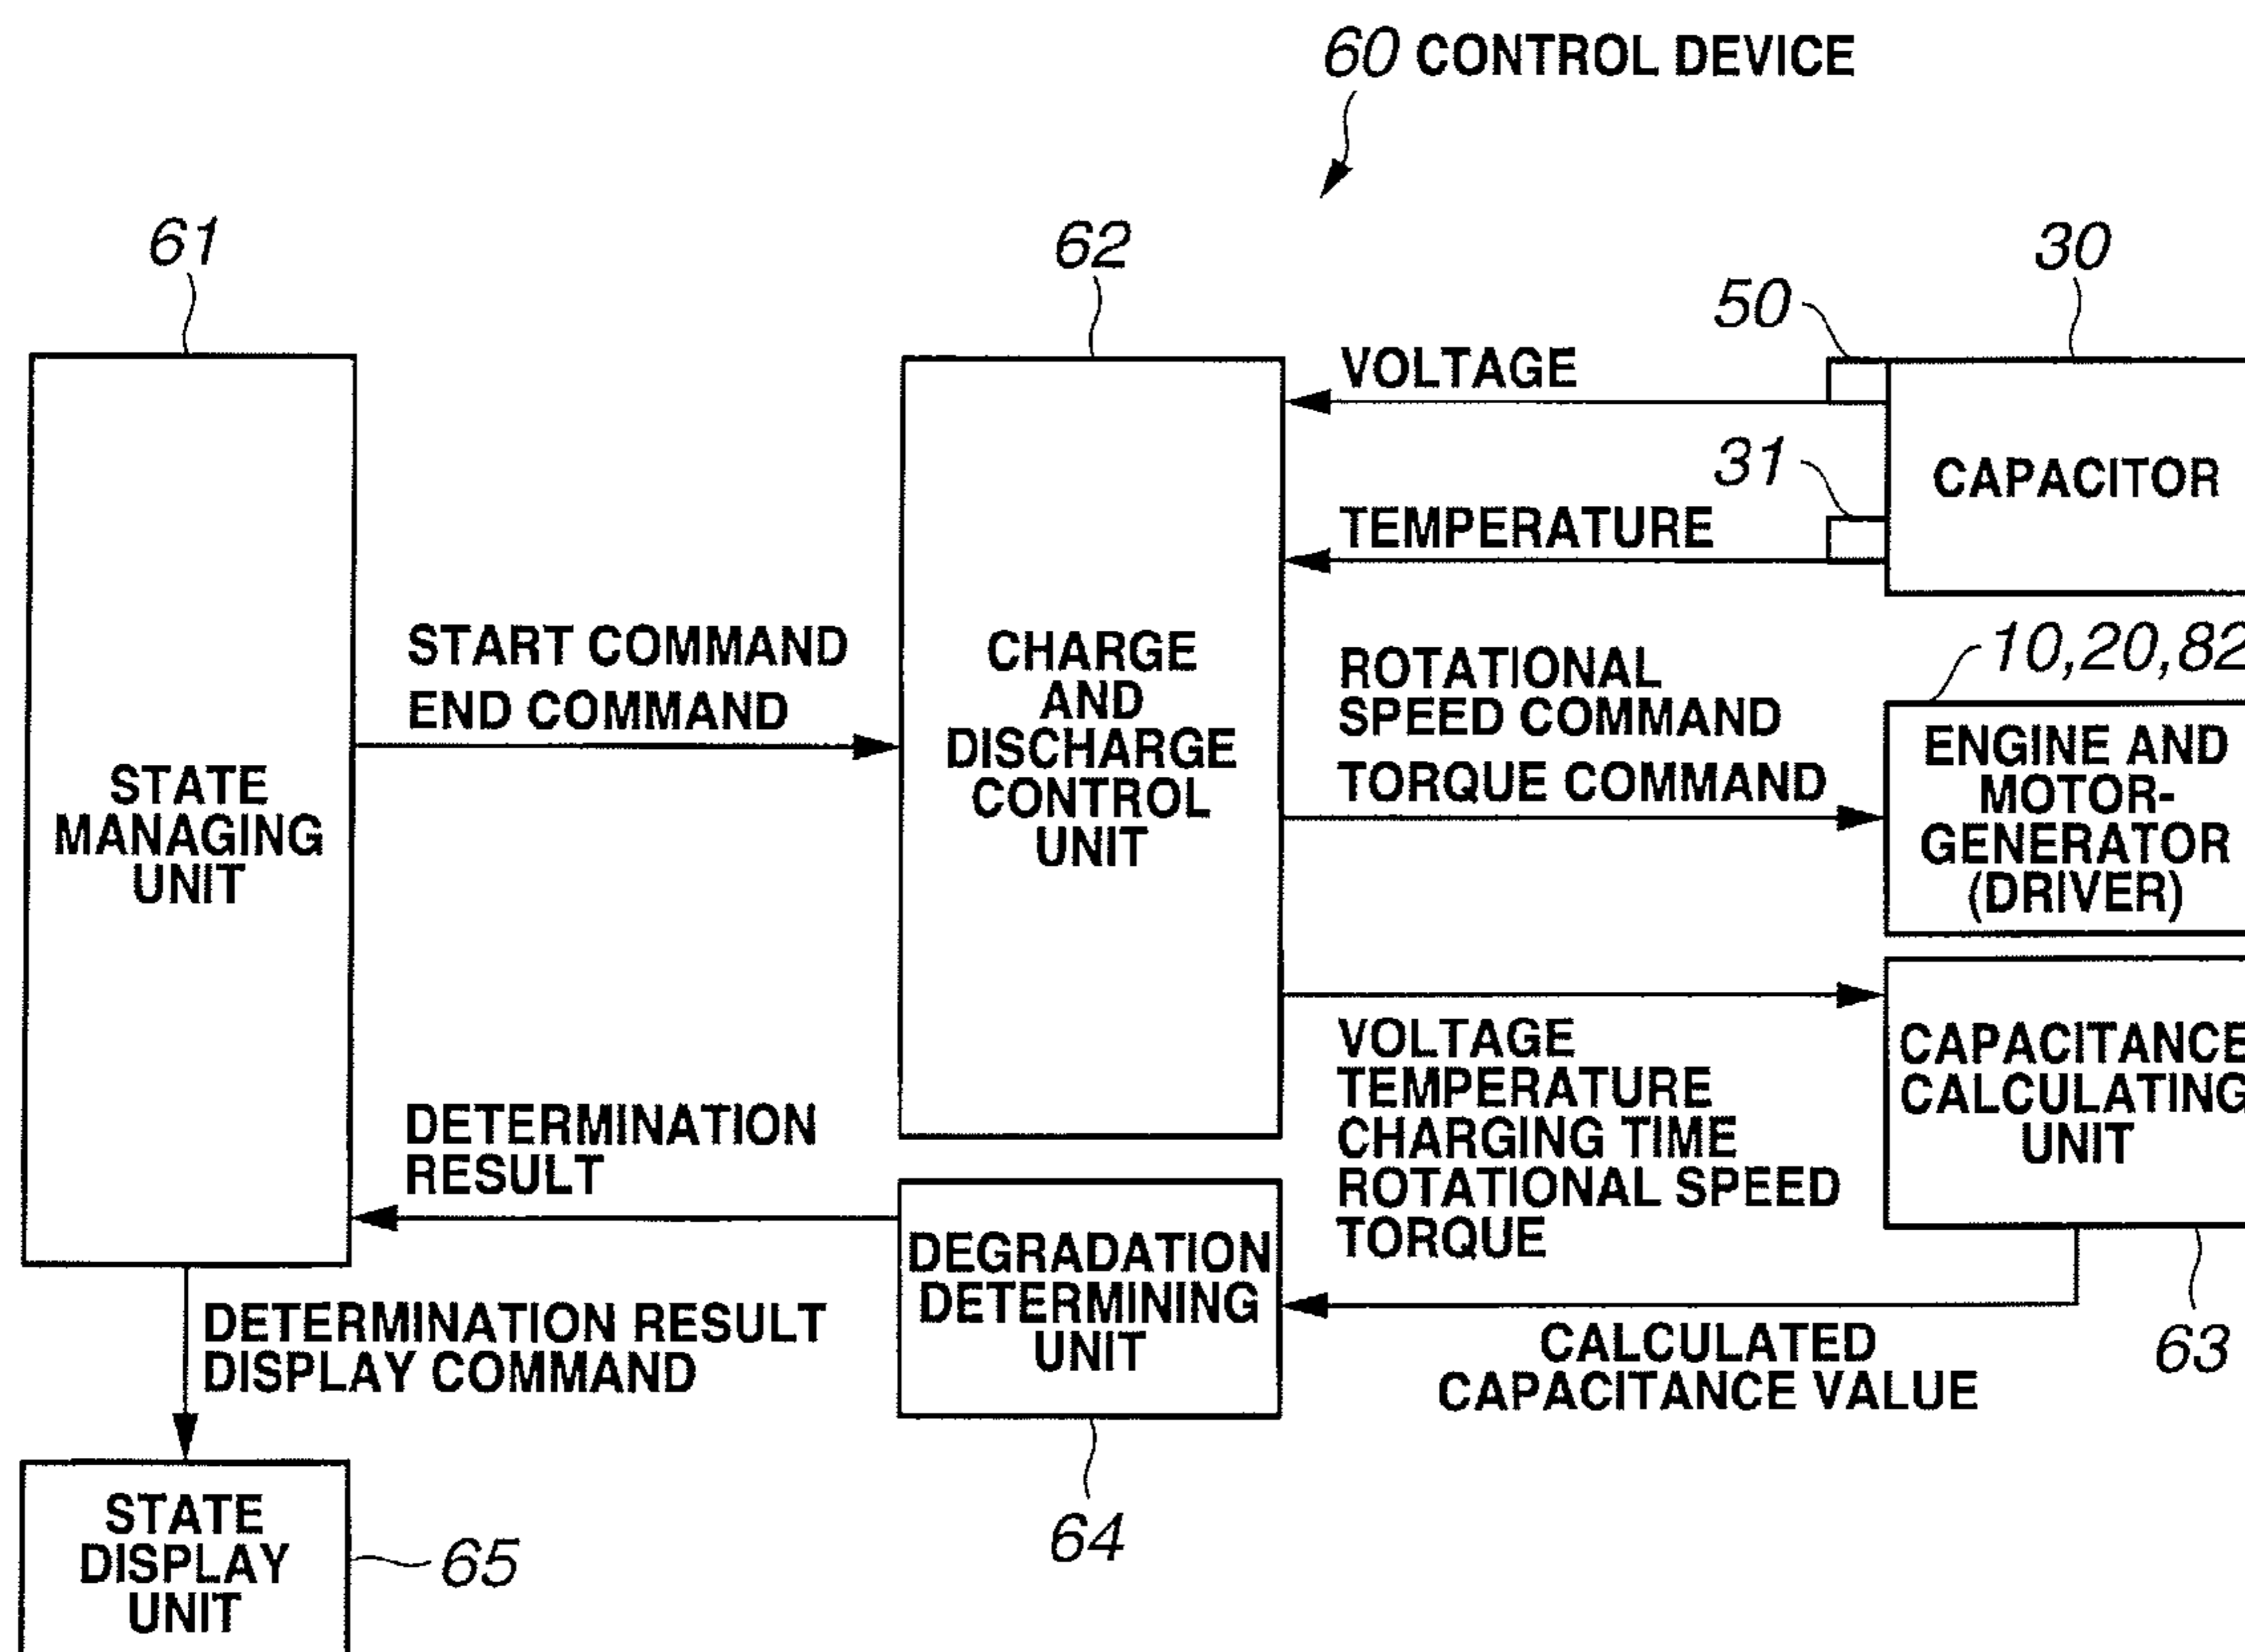 60 CONTROL DEVICE
61
62
30
50
VOLTAGE
31
CAPACITOR
TEMPERATURE
START COMMAND
END COMMAND
CHARGE
AND
DISCHARGE
CONTROL
UNIT
ROTATIONAL
SPEED COMMAND
TORQUE COMMAND
10,20,82
ENGINE AND
MOTOR-
GENERATOR
(DRIVER)
STATE
MANAGING
UNIT
VOLTAGE
TEMPERATURE
CHARGING TIME
ROTATIONAL SPEED
TORQUE
CAPACITANCE
CALCULATING
UNIT
DETERMINATION
RESULT
DEGRADATION
DETERMINING
UNIT
DETERMINATION RESULT
DISPLAY COMMAND
CALCULATED
CAPACITANCE VALUE
63
64
STATE
DISPLAY
UNIT
65